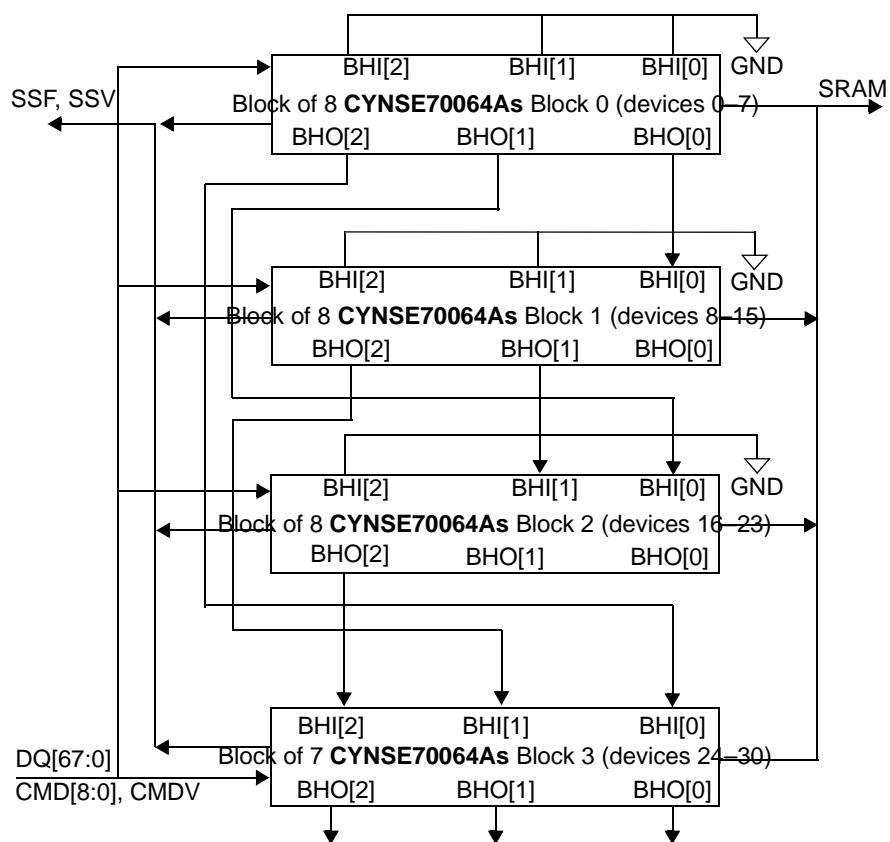 BHI[2] BHI[1] BHI[0] GND
SSF, SSV SRAM
Block of 8 CYNSE70064As Block 0 (devices 0–7)
BHO[2] BHO[1] BHO[0]
BHI[2] BHI[1] BHI[0] GND
Block of 8 CYNSE70064As Block 1 (devices 8–15)
BHO[2] BHO[1] BHO[0]
BHI[2] BHI[1] BHI[0] GND
Block of 8 CYNSE70064As Block 2 (devices 16–23)
BHO[2] BHO[1] BHO[0]
BHI[2] BHI[1] BHI[0]
DQ[67:0] Block of 7 CYNSE70064As Block 3 (devices 24–30)
CMD[8:0], CMDV BHO[2] BHO[1] BHO[0]